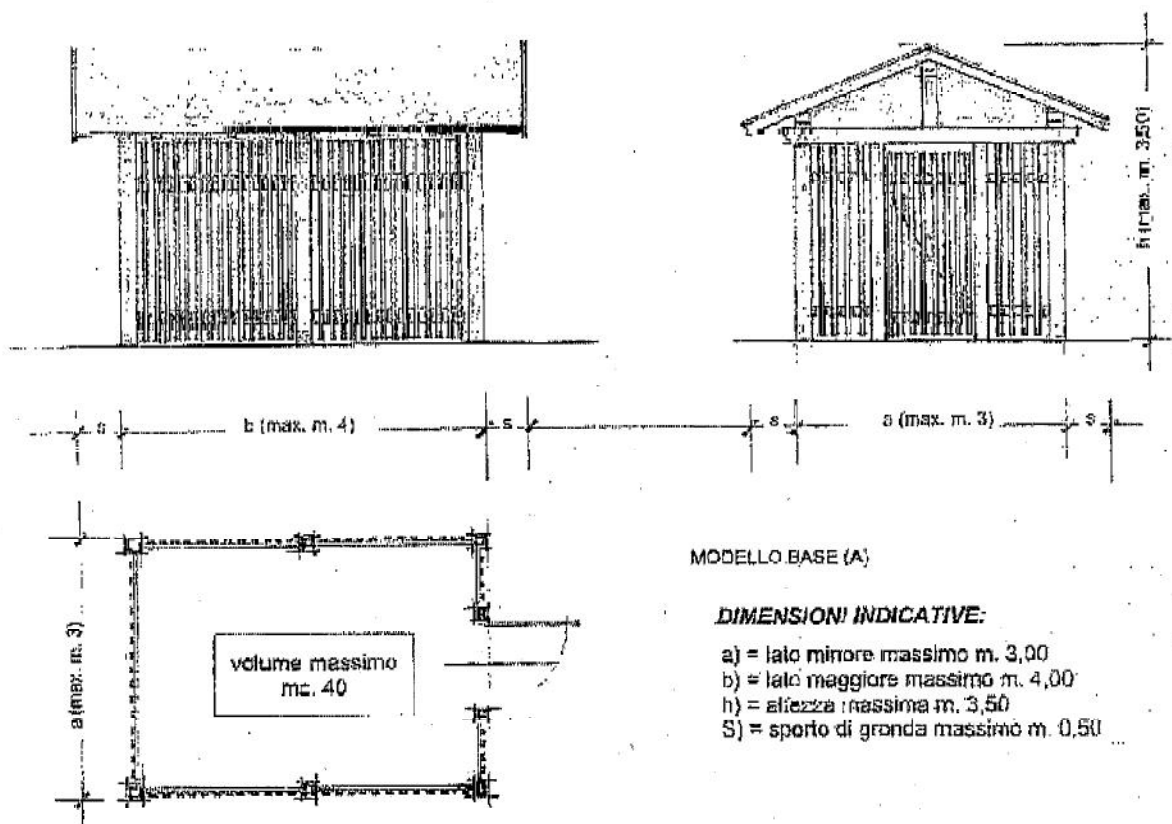 h (max. m. 3,50)
s
b (max. m. 4)
s
s
a (max. m. 3)
s
a (max. m. 3)
volume massimo
mc. 40
MODELLO BASE (A)
DIMENSIONI INDICATIVE:
a) = lato minore massimo m. 3,00
b) = lato maggiore massimo m. 4,00
h) = altezza massima m. 3,50
S) = sporto di gronda massimo m. 0,50